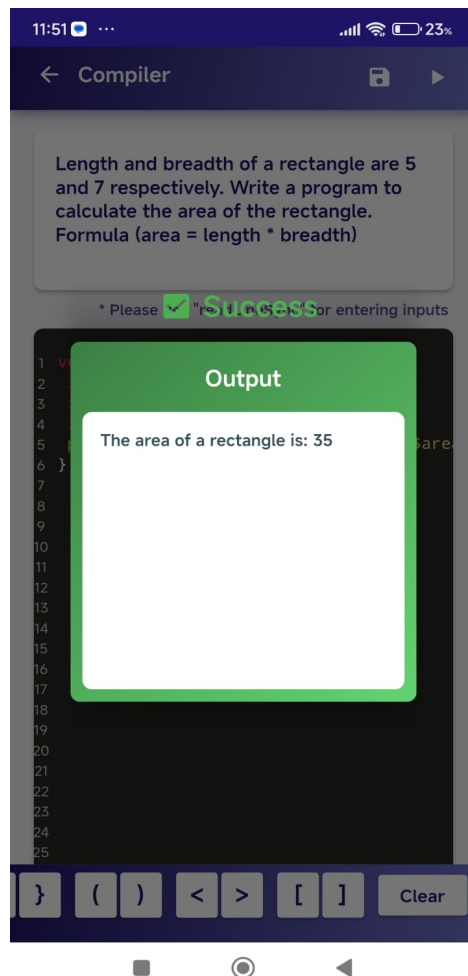 11:51 ... 23%
Compiler
Length and breadth of a rectangle are 5
and 7 respectively. Write a program to
calculate the area of the rectangle.
Formula (area = length * breadth)
* Please for entering inputs
Success
Output
The area of a rectangle is: 35
1
2
3
4
5 $area
6 }
7
8
9
10
11
12
13
14
15
16
17
18
19
20
21
22
23
24
25
} ( ) < > [ ] Clear